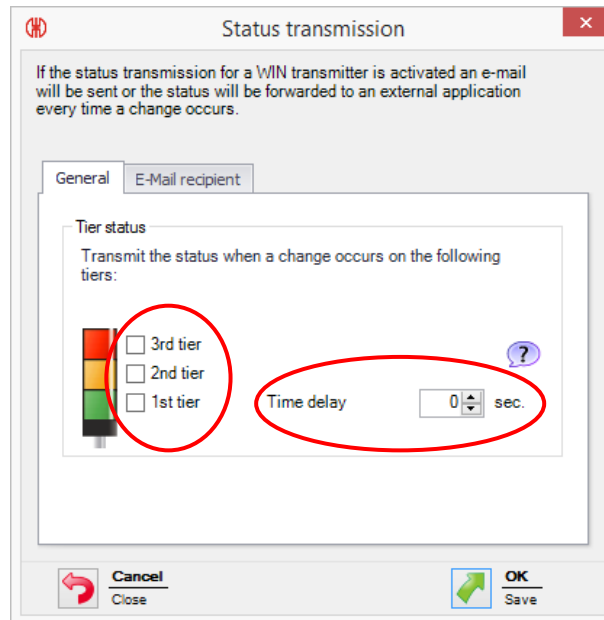 Status transmission
If the status transmission for a WIN transmitter is activated an e-mail
will be sent or the status will be forwarded to an external application
every time a change occurs.
General
E-Mail recipient
Tier status
Transmit the status when a change occurs on the following
tiers:
3rd tier
2nd tier
1st tier
?
Time delay
0
sec.
Cancel
Close
OK
Save